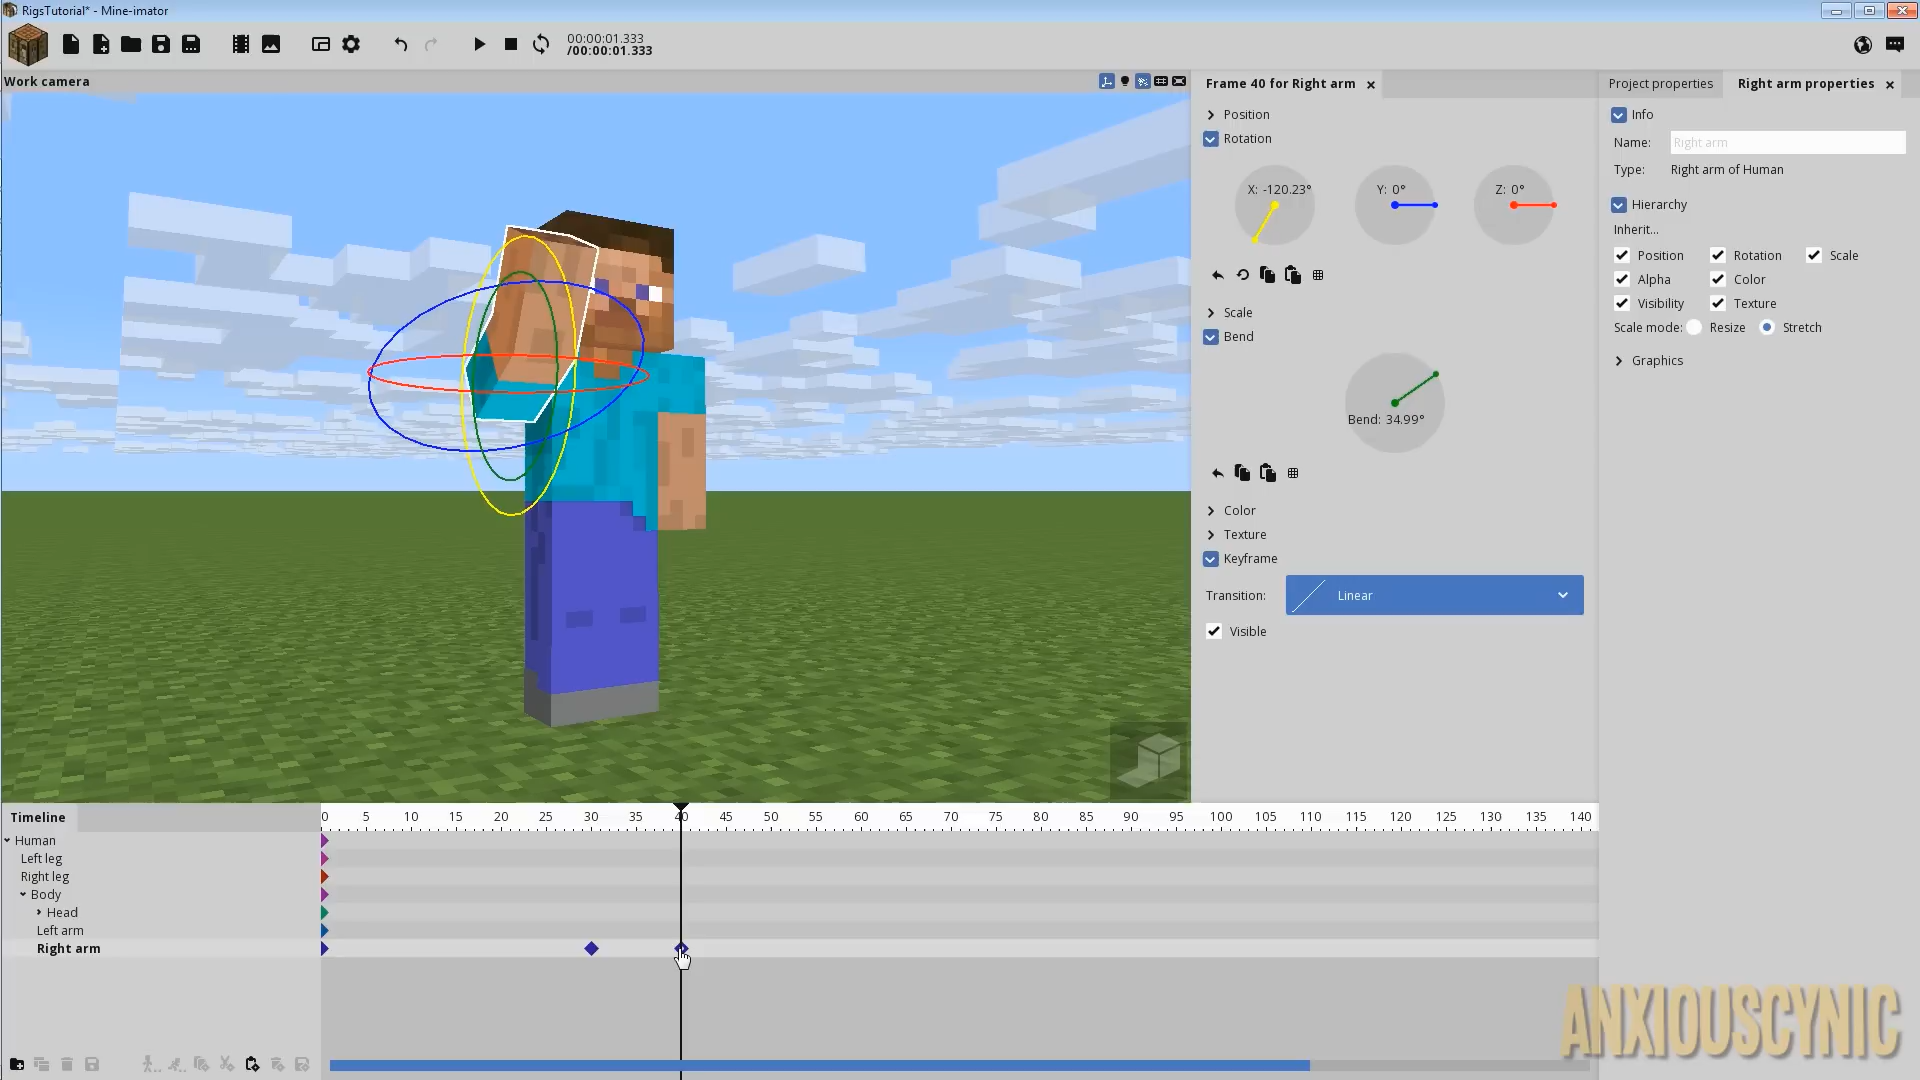 RigsTutorial* - Mine-imator
00:00:01.333
/00:00:01.333
Work camera
Frame 40 for Right arm
Position
Rotation
X: -120.23°
Y: 0°
Z: 0°
Scale
Bend
Bend: 34.99°
Color
Texture
Keyframe
Transition:
Linear
Visible
Project properties
Right arm properties
Info
Name:
Right arm
Type:
Right arm of Human
Hierarchy
Inherit...
Position
Rotation
Scale
Alpha
Color
Visibility
Texture
Scale mode:
Resize
Stretch
Graphics
Timeline
0 5 10 15 20 25 30 35 40 45 50 55 60 65 70 75 80 85 90 95 100 105 110 115 120 125 130 135 140
Human
Left leg
Right leg
Body
Head
Left arm
Right arm
ANXIOUSCYNIC